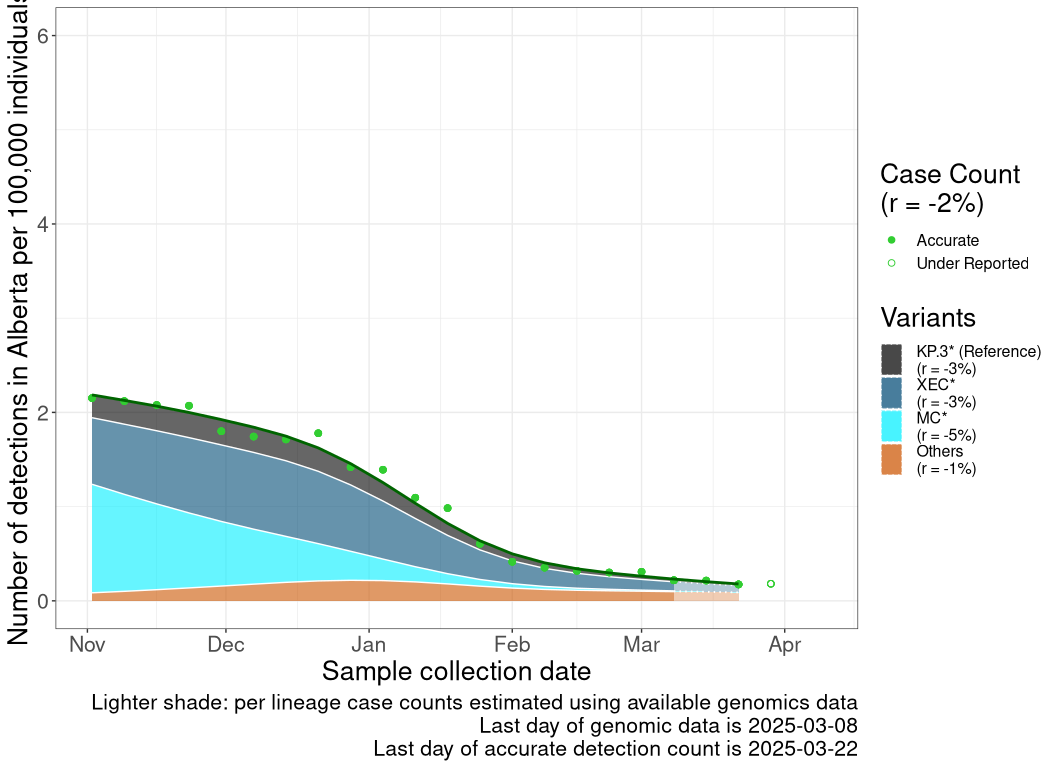 Number of detections in Alberta per 100,000 individuals
6
4
2
0
Nov
Dec
Jan
Feb
Mar
Apr
Sample collection date
Lighter shade: per lineage case counts estimated using available genomics data
Last day of genomic data is 2025-03-08
Last day of accurate detection count is 2025-03-22
Case Count
(r = -2%)
Accurate
Under Reported
Variants
KP.3* (Reference)
(r = -3%)
XEC*
(r = -3%)
MC*
(r = -5%)
Others
(r = -1%)